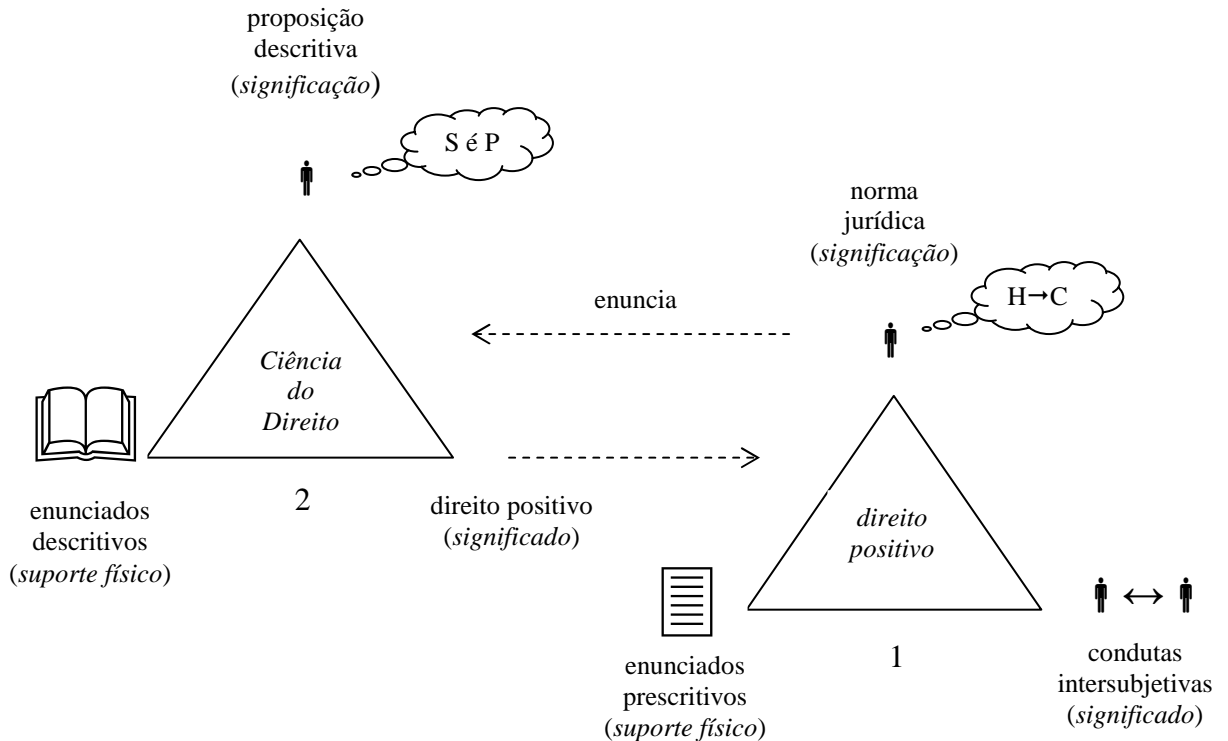 proposição
descritiva
(significação)
S é P
norma
jurídica
(significação)
H→C
enuncia
Ciência
do
Direito
2
enunciados
descritivos
(suporte físico)
direito positivo
(significado)
direito
positivo
1
enunciados
prescritivos
(suporte físico)
condutas
intersubjetivas
(significado)